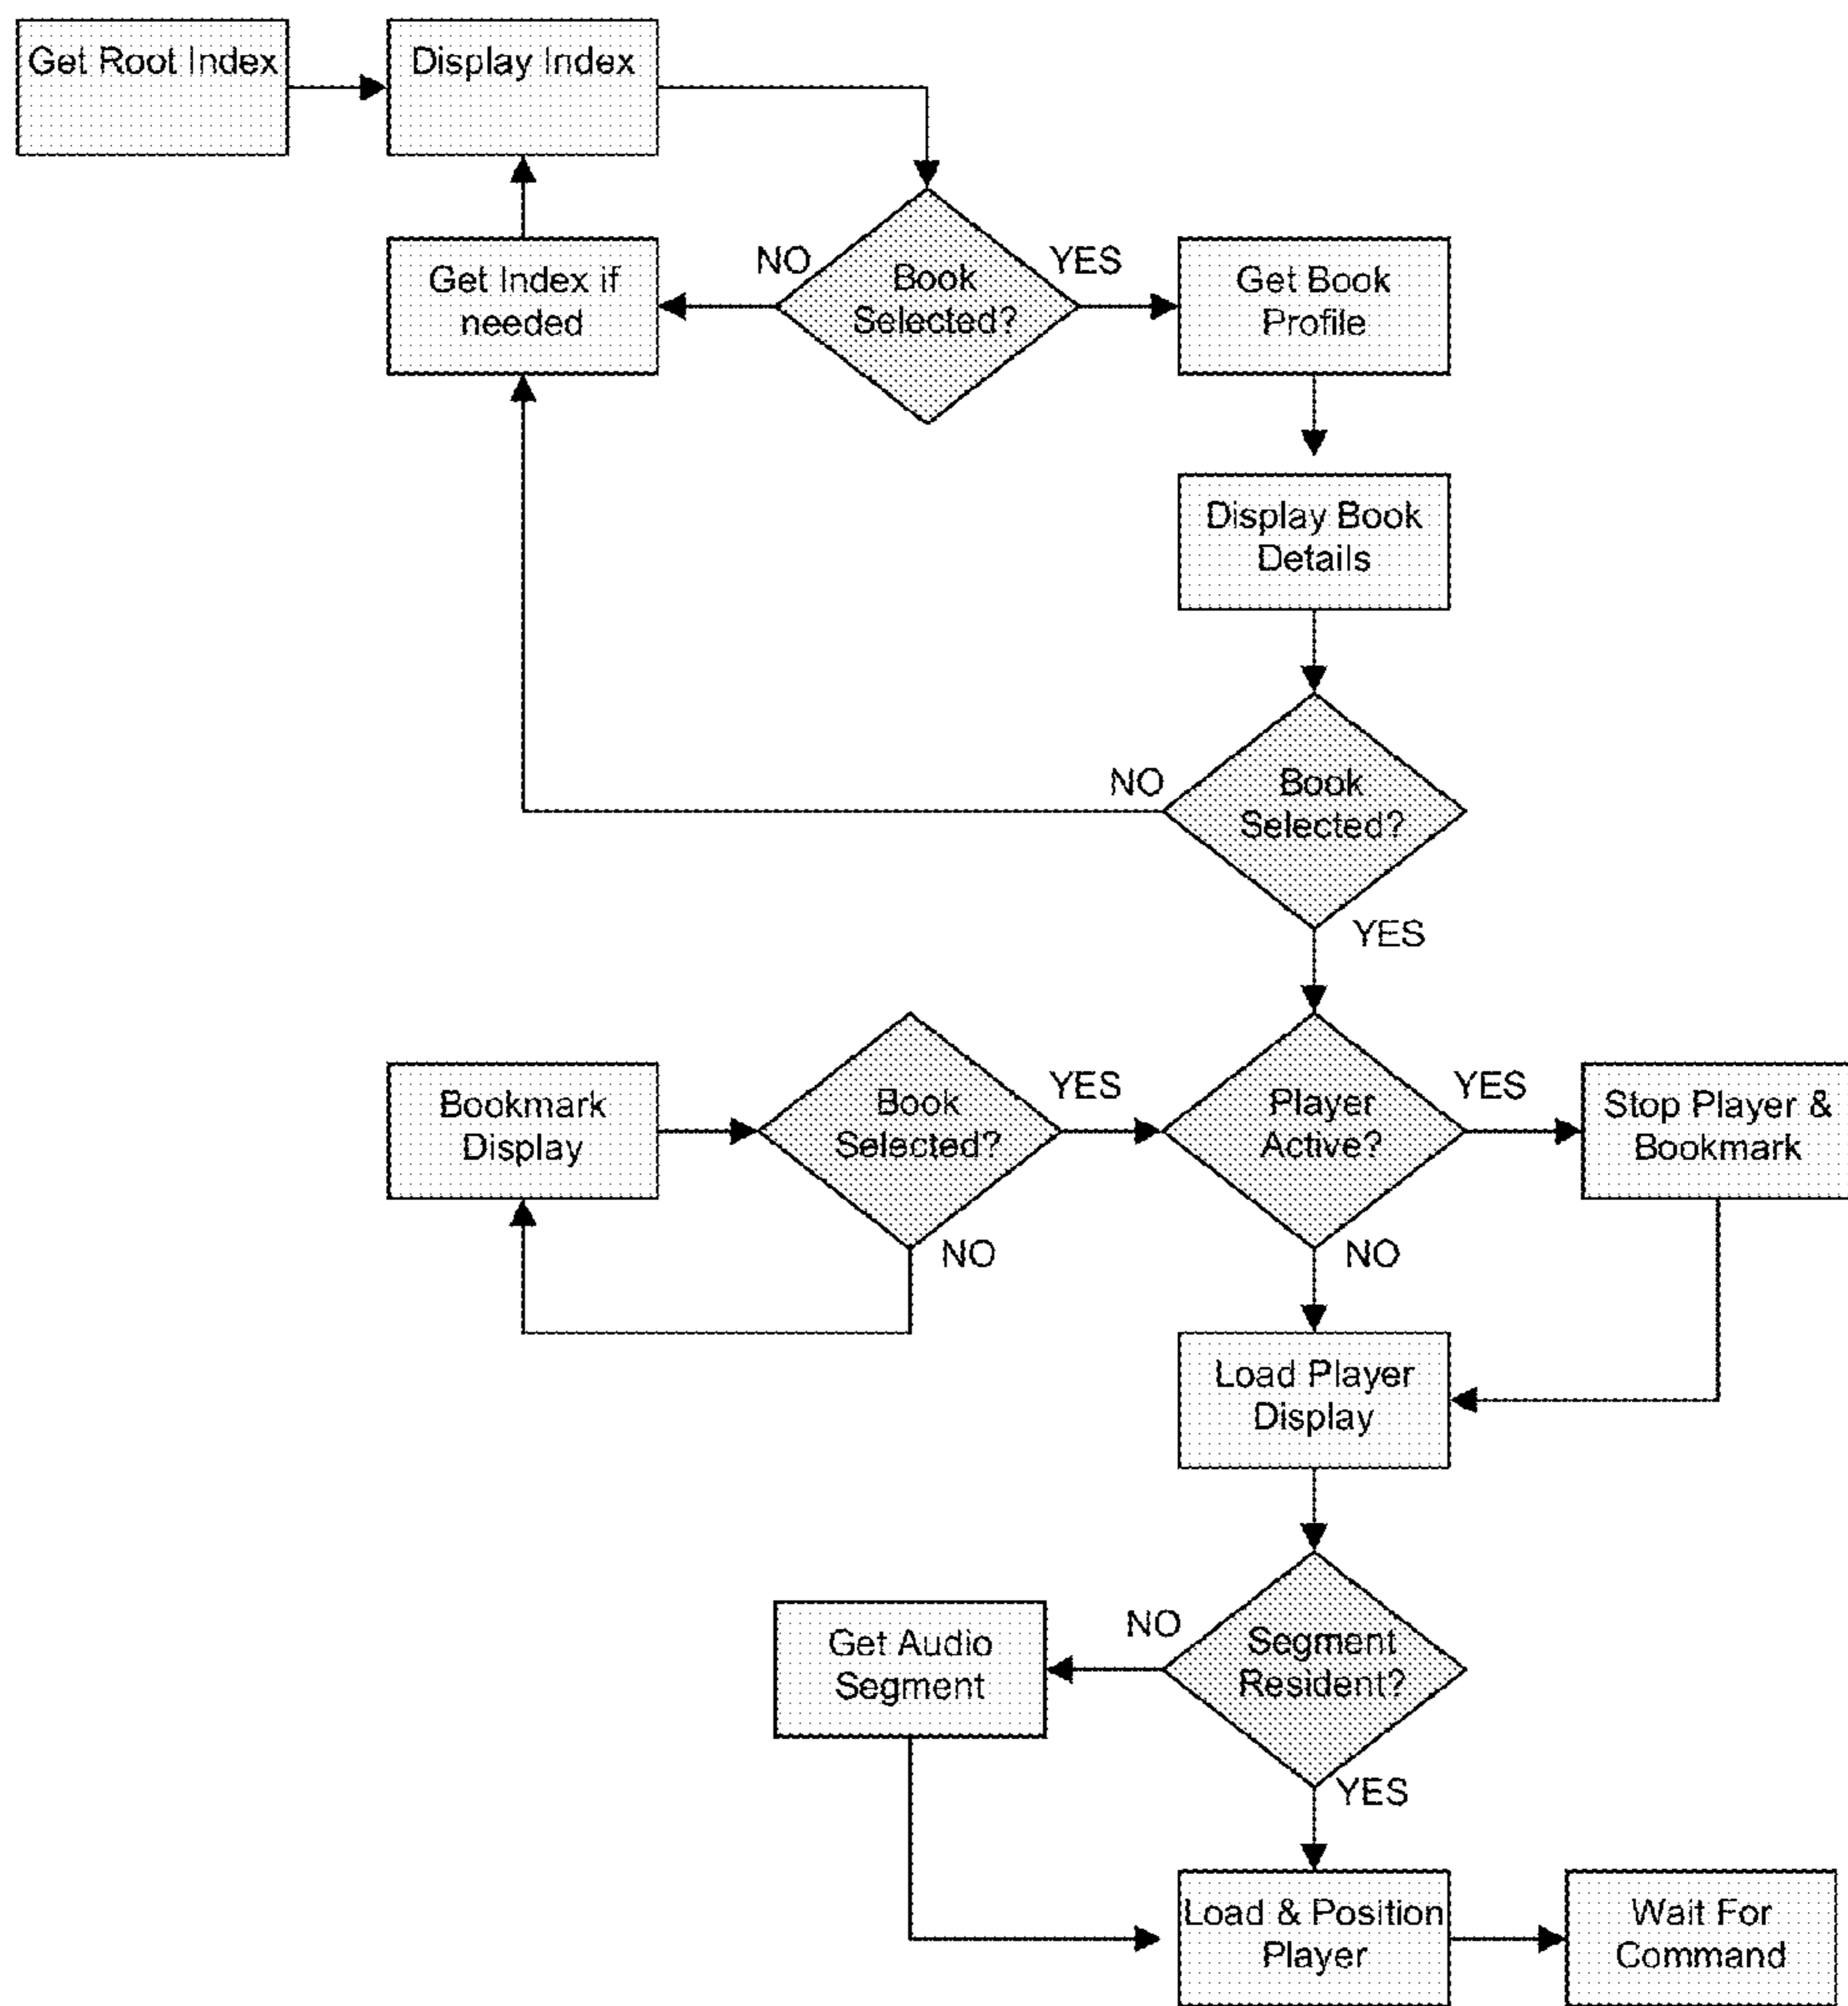 Get Root Index
Display Index
Get Index if
needed
NO
Book
Selected?
YES
Get Book
Profile
Display Book
Details
NO
Book
Selected?
YES
Bookmark
Display
Book
Selected?
YES
NO
Player
Active?
YES
Stop Player &
Bookmark
NO
Load Player
Display
Get Audio
Segment
NO
Segment
Resident?
YES
Load & Position
Player
Wait For
Command